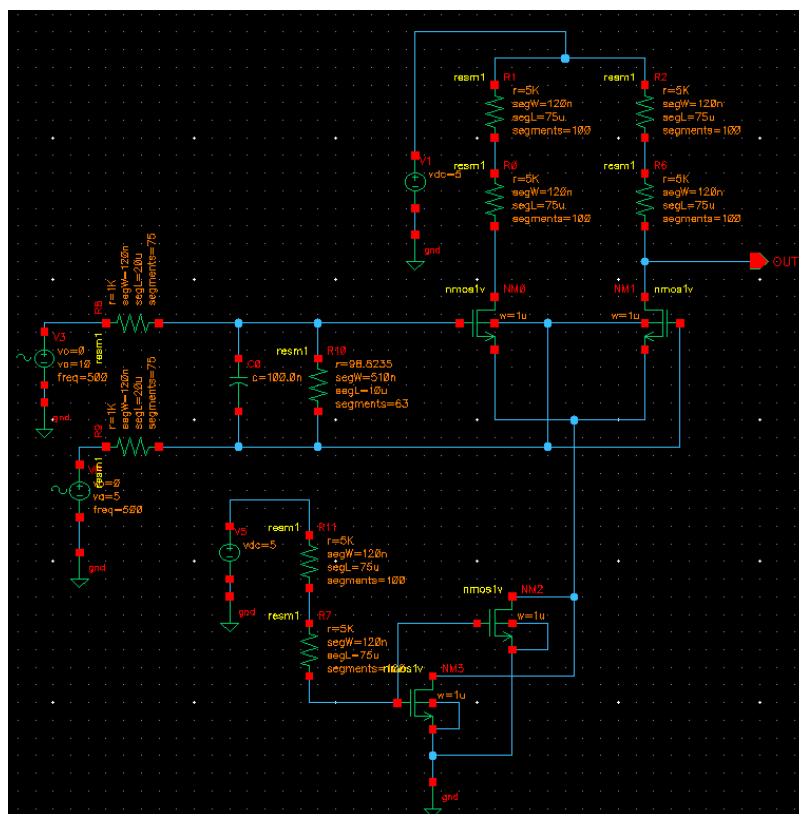 resm1
R1
r=5K
segW=120n
segL=75u
segments=100
resm1
R2
r=5K
segW=120n
segL=75u
segments=100
V1
vdc=5
gnd
R0
r=5K
segW=120n
segL=75u
segments=100
R6
r=5K
segW=120n
segL=75u
segments=100
OUT
nmos1v
NM0
w=1u
NM1
nmos1v
w=1u
R8
resm1
r=1K
segW=120n
segL=20u
segments=75
V3
vo=0
va=10
freq=500
gnd
C0
c=100.0n
resm1
R10
r=98.8235
segW=510n
segL=10u
segments=63
R9
resm1
r=1K
segW=120n
segL=20u
segments=75
vo=0
va=5
freq=500
gnd
V5
vdc=5
gnd
resm1
R11
r=5K
segW=120n
segL=75u
segments=100
resm1
R7
r=5K
segW=120n
segL=75u
nmos1v
NM2
w=1u
nmos1v
NM3
w=1u
gnd